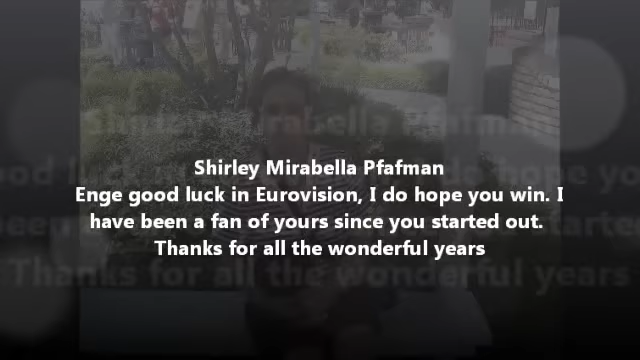 Shirley Mirabella Pfafman
Enge good luck in Eurovision, I do hope you win. I
have been a fan of yours since you started out.
Thanks for all the wonderful years